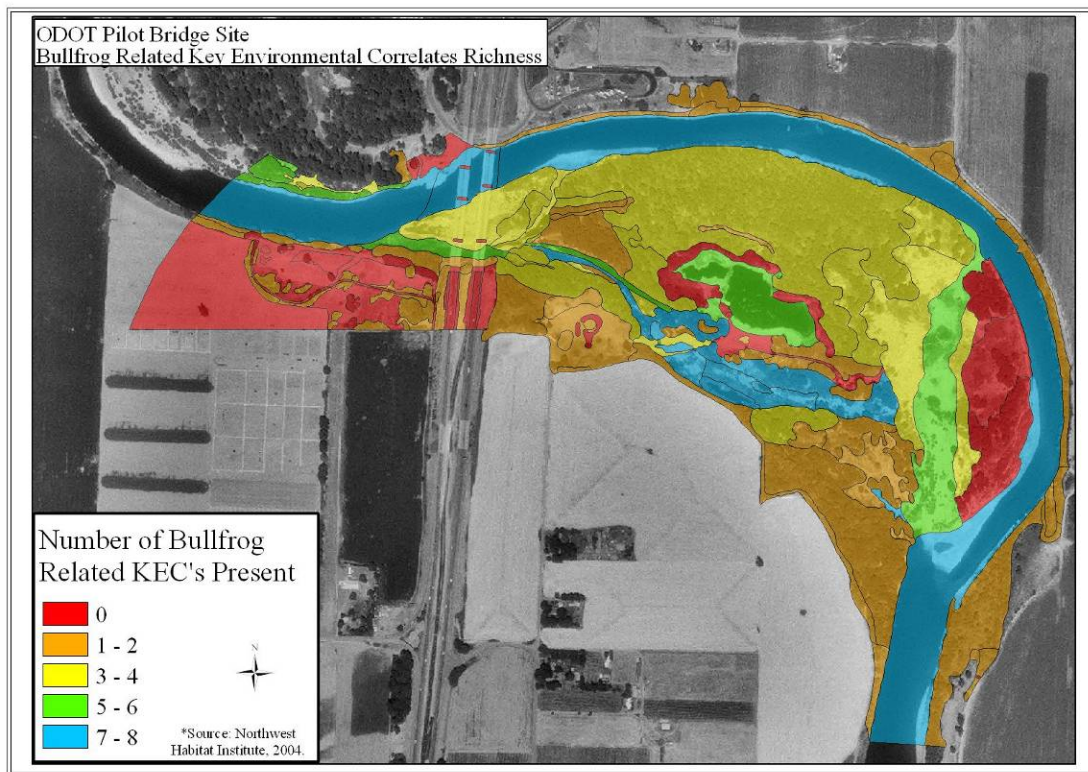 ODOT Pilot Bridge Site
Bullfrog Related Key Environmental Correlates Richness
Number of Bullfrog
Related KEC's Present
0
1 - 2
3 - 4
5 - 6
7 - 8
N
*Source: Northwest
Habitat Institute, 2004.